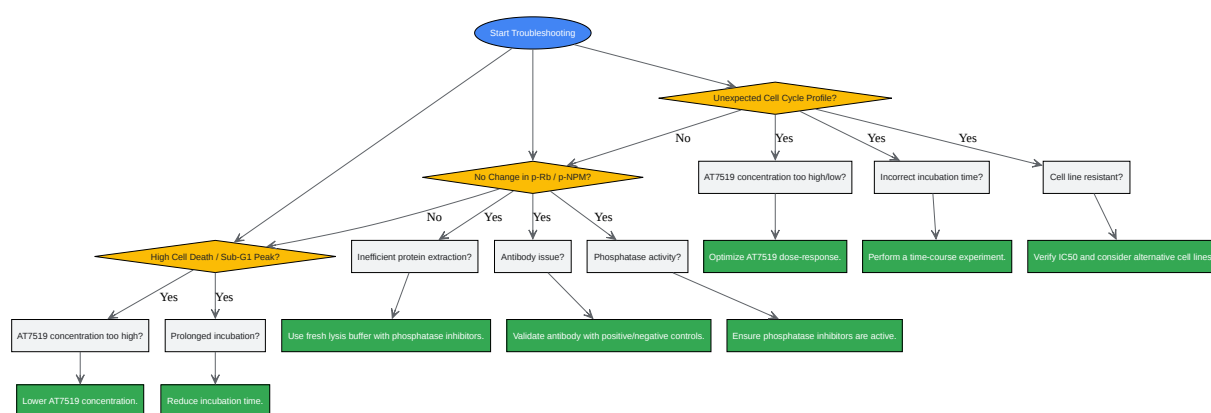 Start Troubleshooting
Unexpected Cell Cycle Profile?
No
Yes
Yes
Yes
No Change in p-Rb / p-NPM?
AT7519 concentration too high/low?
Incorrect incubation time?
Cell line resistant?
No
Yes
Yes
Yes
High Cell Death / Sub-G1 Peak?
Inefficient protein extraction?
Antibody issue?
Phosphatase activity?
Optimize AT7519 dose-response.
Perform a time-course experiment.
Verify IC50 and consider alternative cell lines
Yes
Yes
AT7519 concentration too high?
Prolonged incubation?
Use fresh lysis buffer with phosphatase inhibitors.
Validate antibody with positive/negative controls.
Ensure phosphatase inhibitors are active.
Lower AT7519 concentration.
Reduce incubation time.